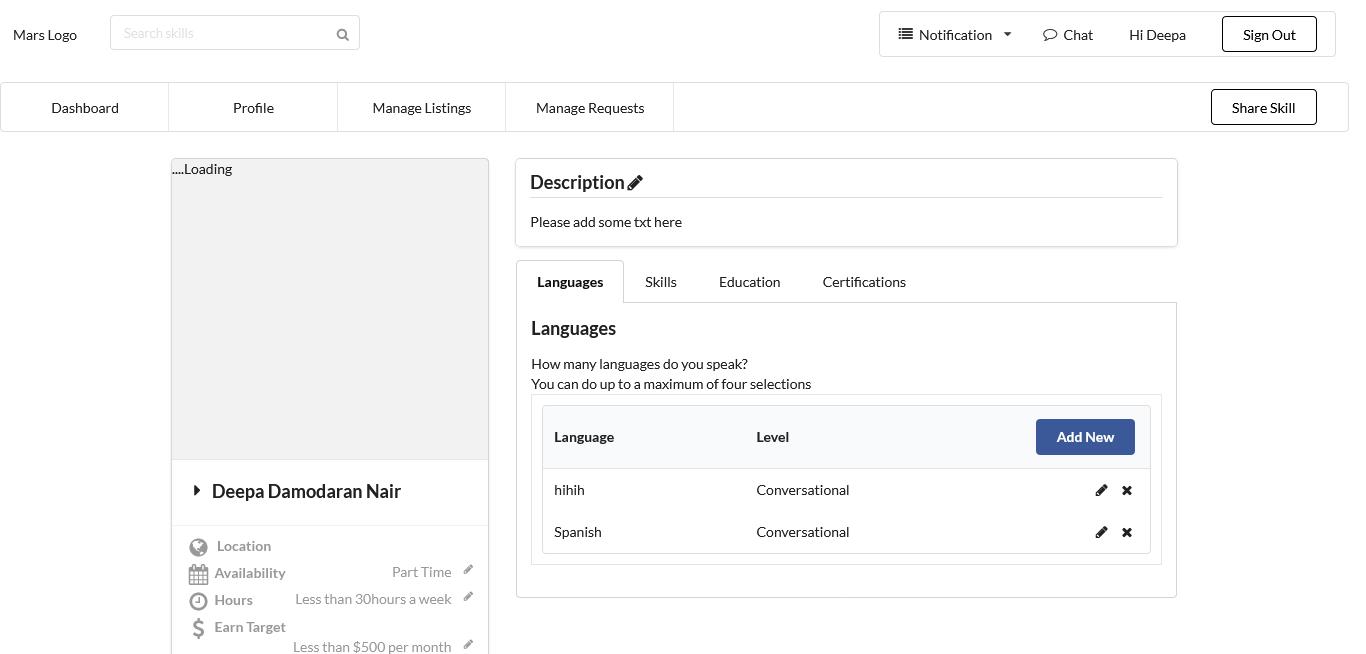 Mars Logo
Search skills
Notification
Chat
Hi Deepa
Sign Out
Dashboard
Profile
Manage Listings
Manage Requests
Share Skill
....Loading
Deepa Damodaran Nair
Location
Availability
Part Time
Hours
Less than 30hours a week
Earn Target
Less than $500 per month
Description
Please add some txt here
Languages
Skills
Education
Certifications
Languages
How many languages do you speak?
You can do up to a maximum of four selections
Language
Level
Add New
hihih
Conversational
Spanish
Conversational